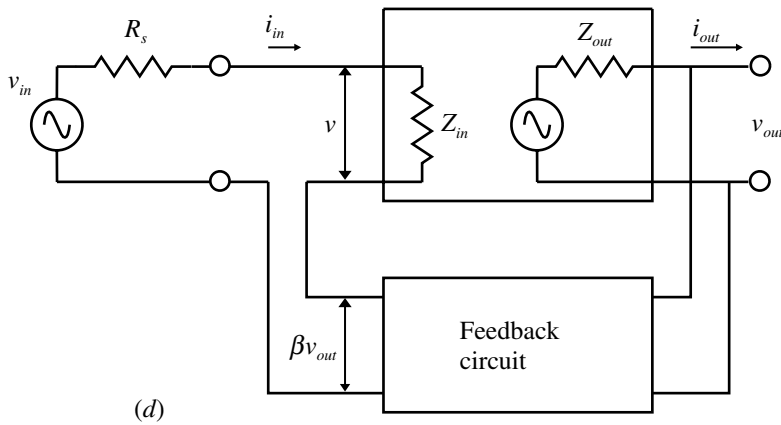 R_s
i_in
Z_out
i_out
v_in
v
Z_in
v_out
βv_out
Feedback
circuit
(d)